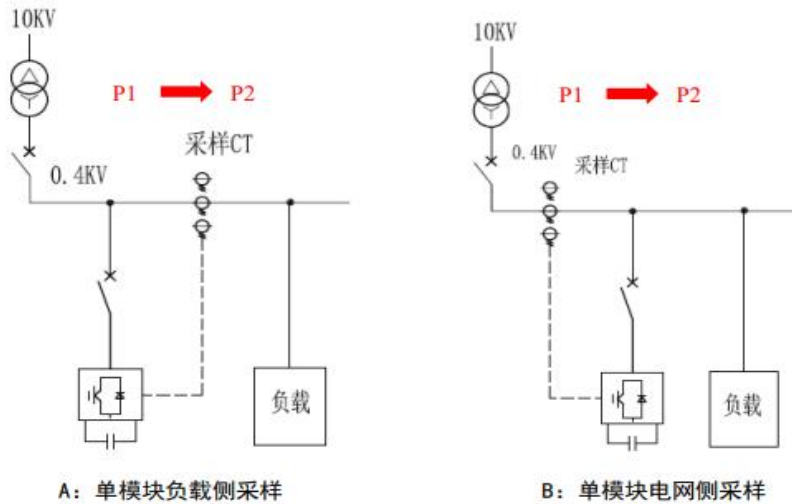 10KV
P1 P2
采样CT
0.4KV
负载
A: 单模块负载侧采样
10KV
P1 P2
0.4KV
采样CT
负载
B: 单模块电网侧采样